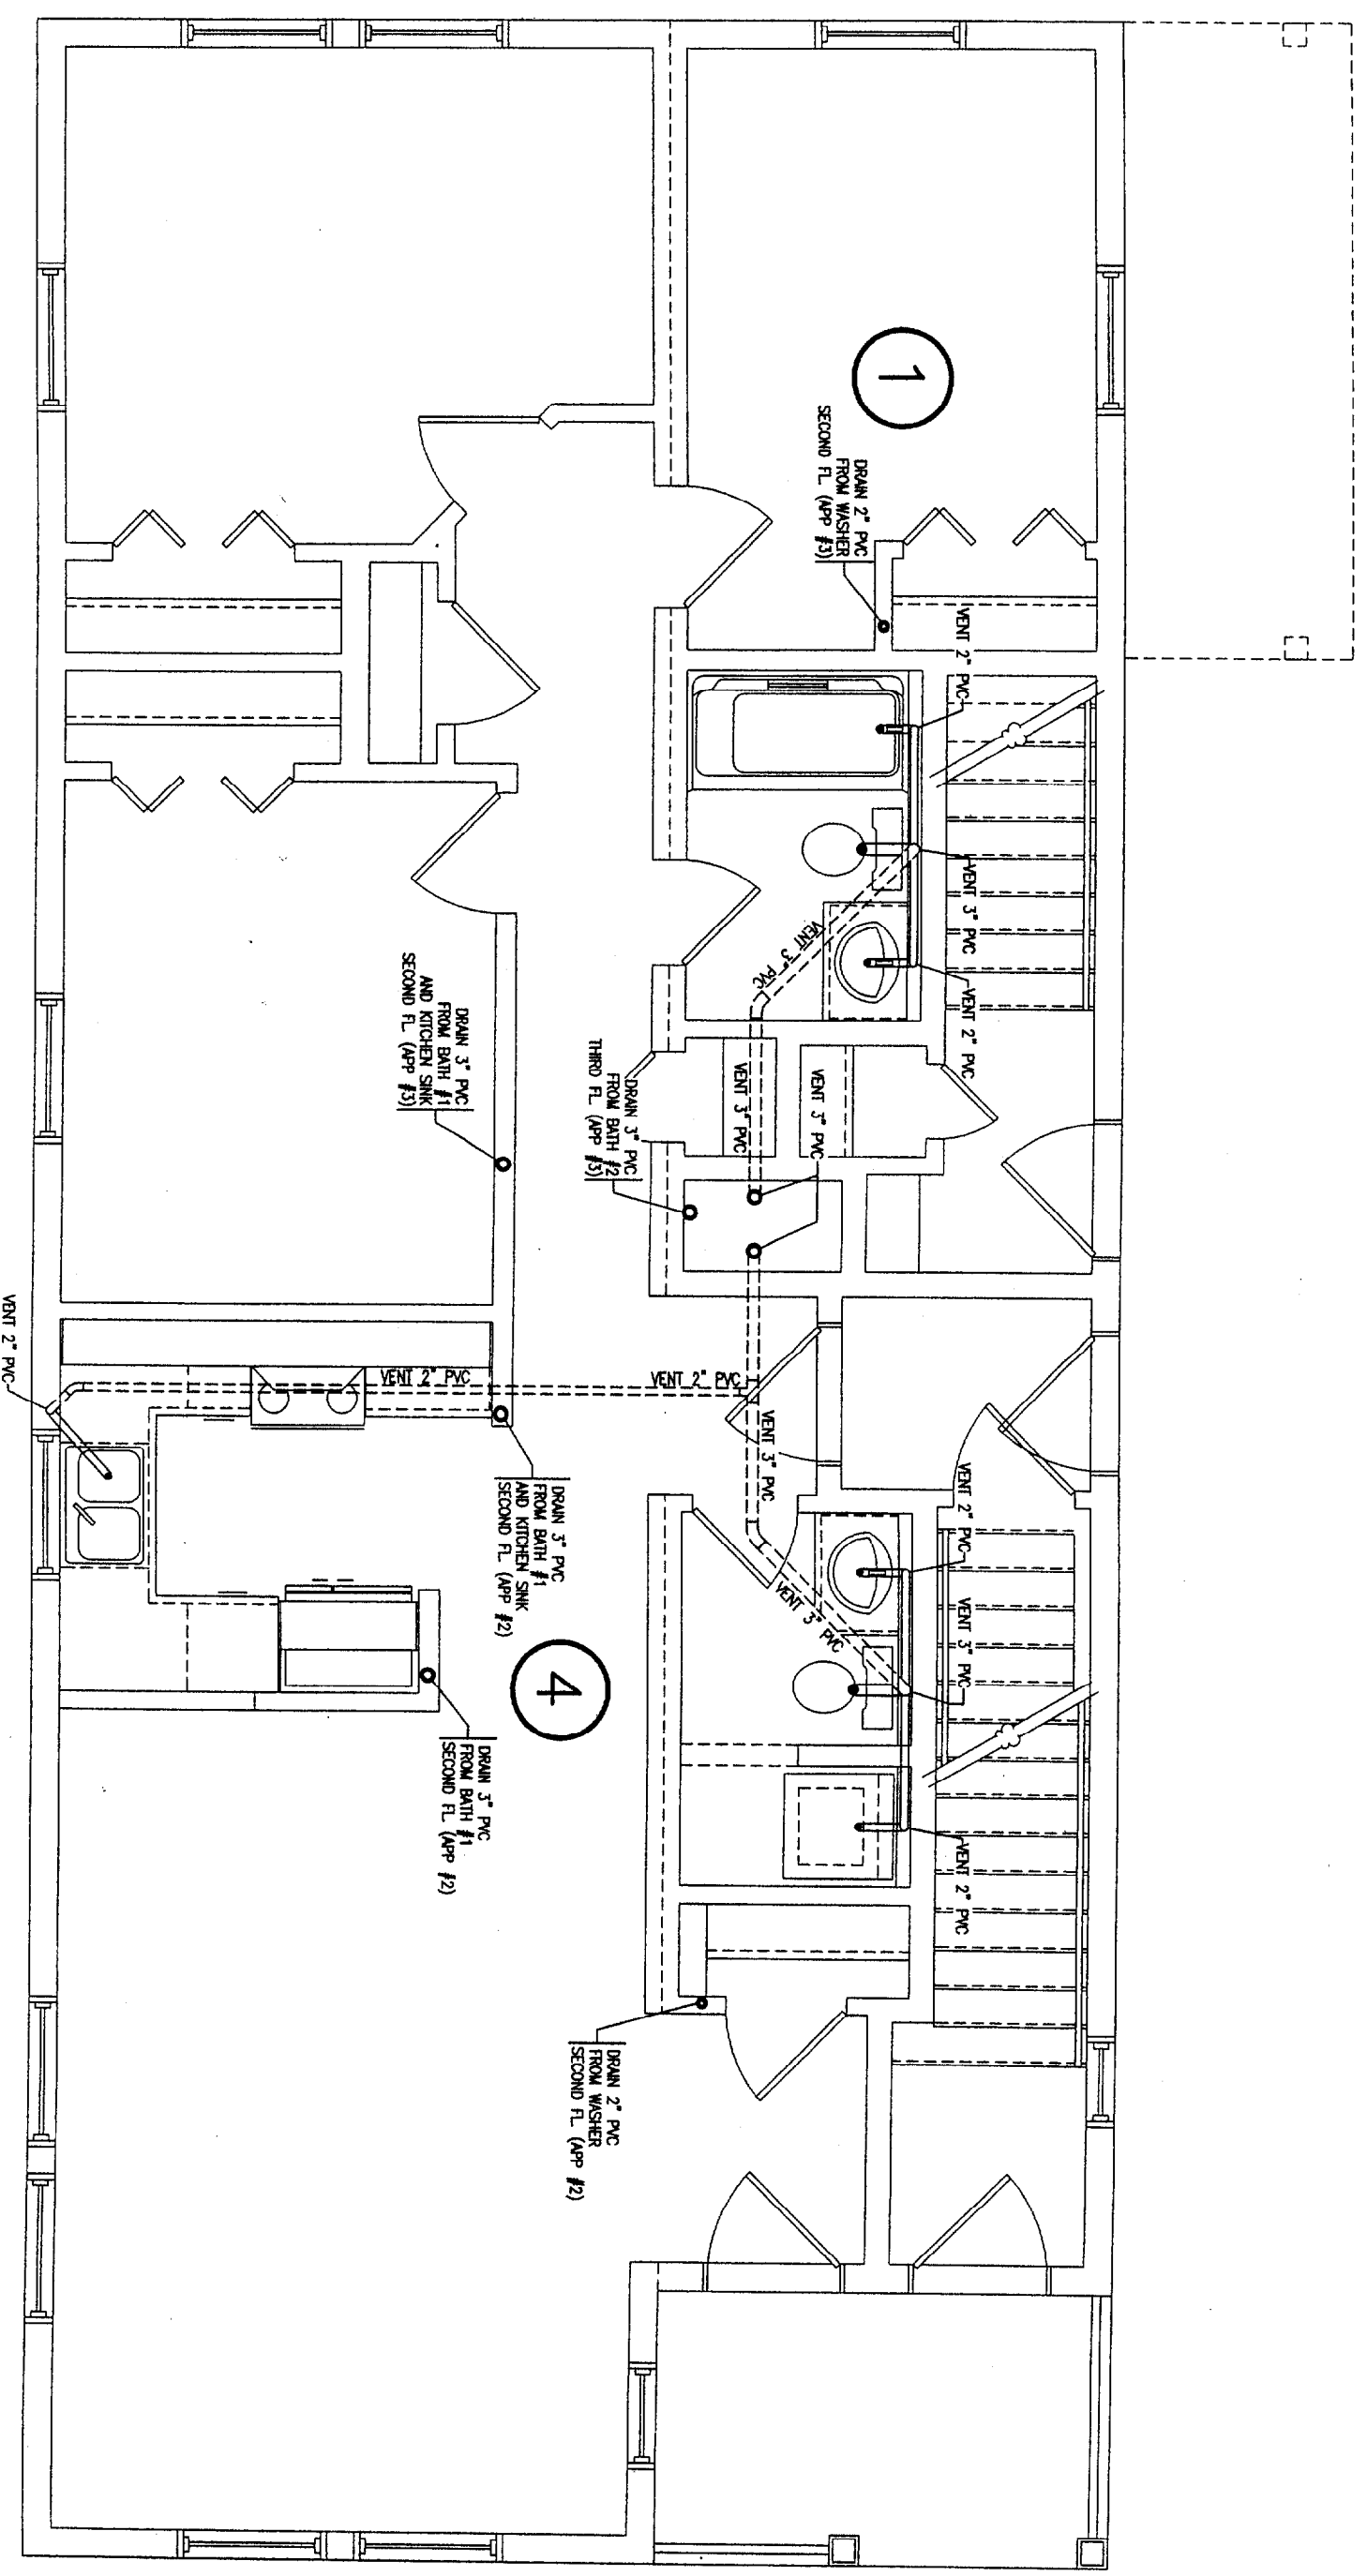 1
DRAIN 2" PVC
FROM WASHER
SECOND FL. (APP #3)
VENT 2" PVC
VENT 3" PVC
VENT 2" PVC
VENT 3" PVC
VENT 3" PVC
VENT 3" PVC
DRAIN 3" PVC
FROM BATH #1
AND KITCHEN SINK
SECOND FL. (APP #3)
DRAIN 3" PVC
FROM BATH #2
THIRD FL. (APP #3)
VENT 2" PVC
VENT 2" PVC
VENT 2" PVC
VENT 3" PVC
VENT 2" PVC
VENT 3" PVC
VENT 3" PVC
VENT 2" PVC
DRAIN 3" PVC
FROM BATH #1
AND KITCHEN SINK
SECOND FL. (APP #2)
4
DRAIN 3" PVC
FROM BATH #1
SECOND FL. (APP #2)
DRAIN 2" PVC
FROM WASHER
SECOND FL. (APP #2)